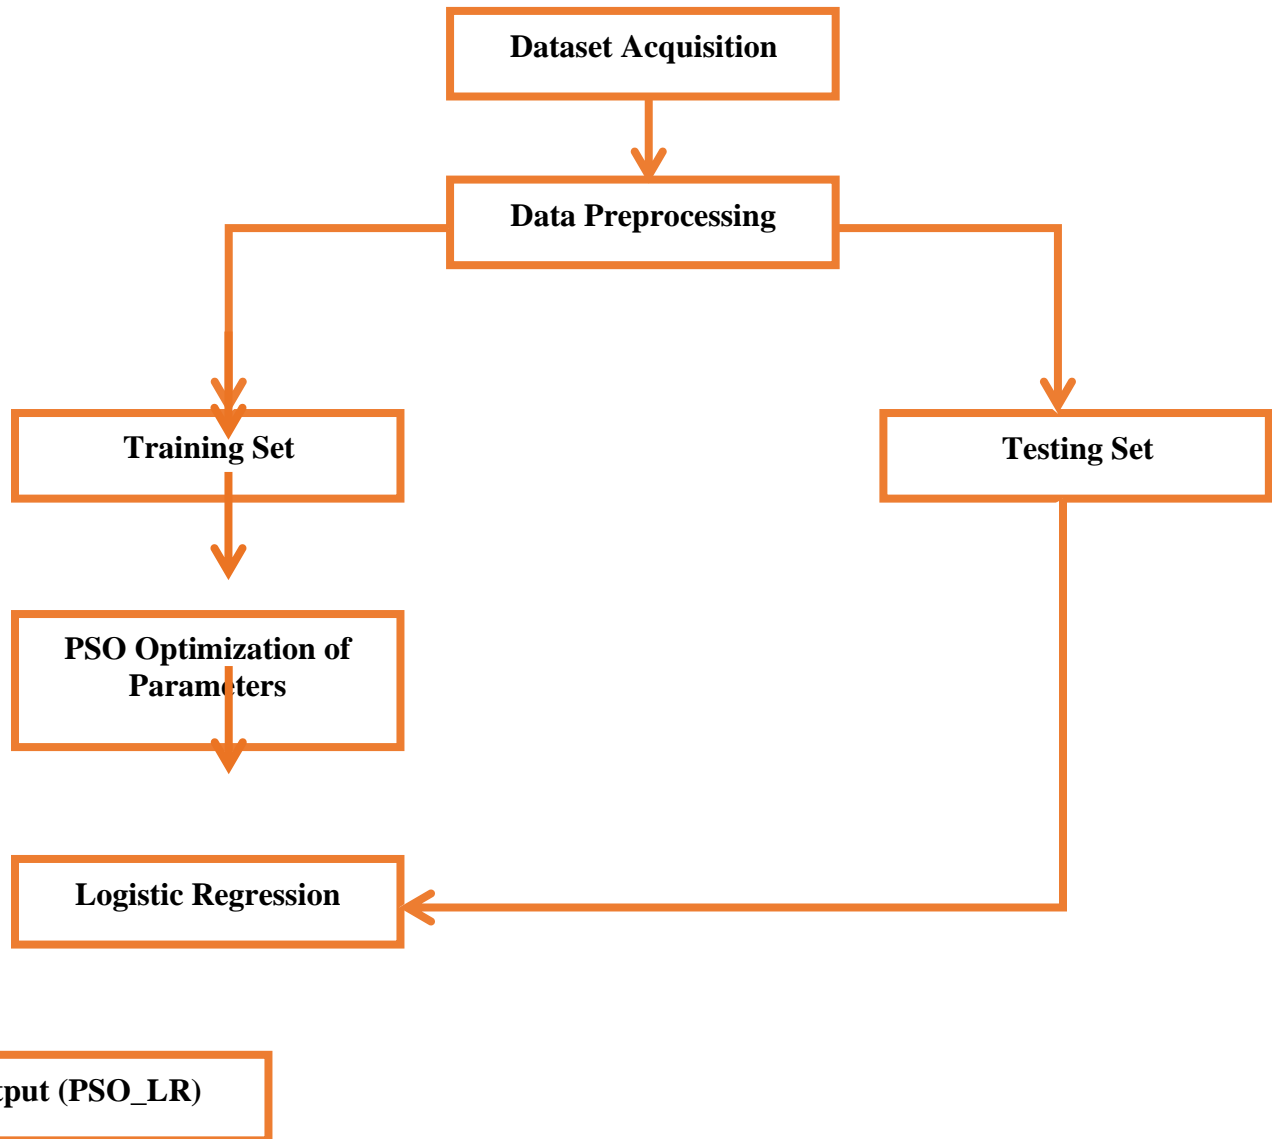 Dataset Acquisition
Data Preprocessing
Training Set
Testing Set
PSO Optimization of
Parameters
Logistic Regression
(PSO_LR)